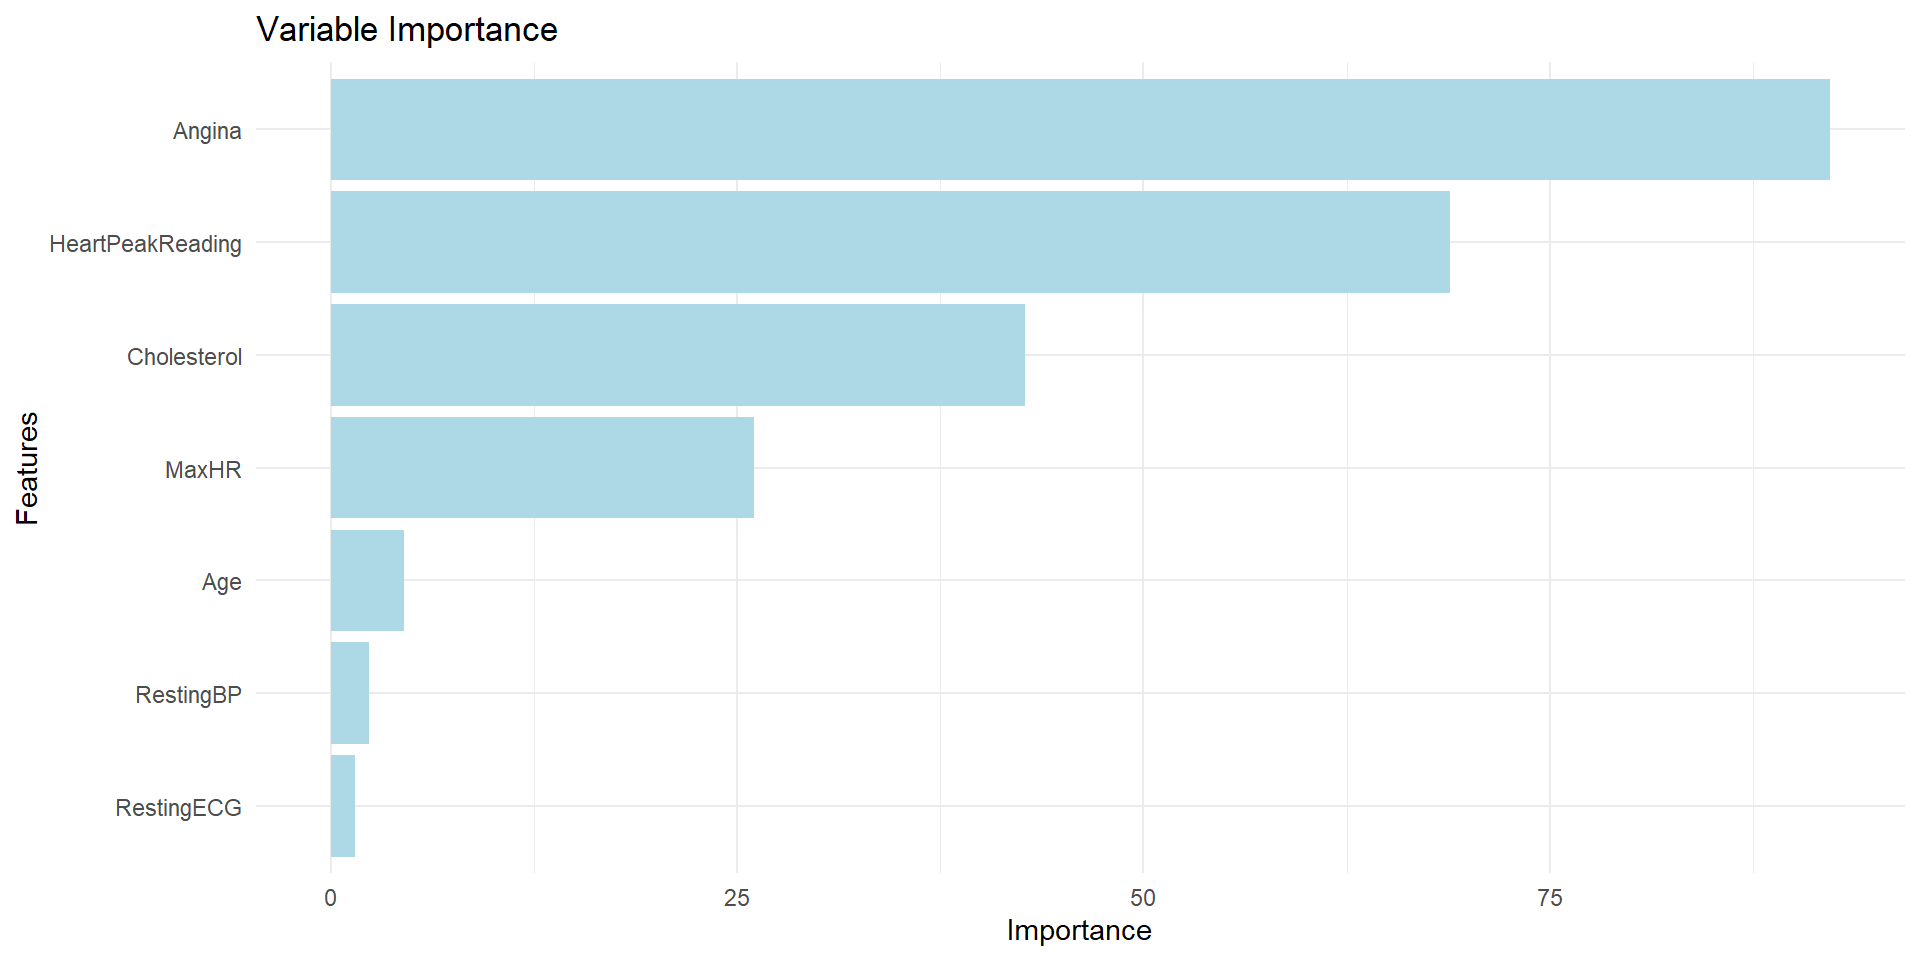 Variable Importance
Features
Angina
HeartPeakReading
Cholesterol
MaxHR
Age
RestingBP
RestingECG
0 25 50 75
Importance